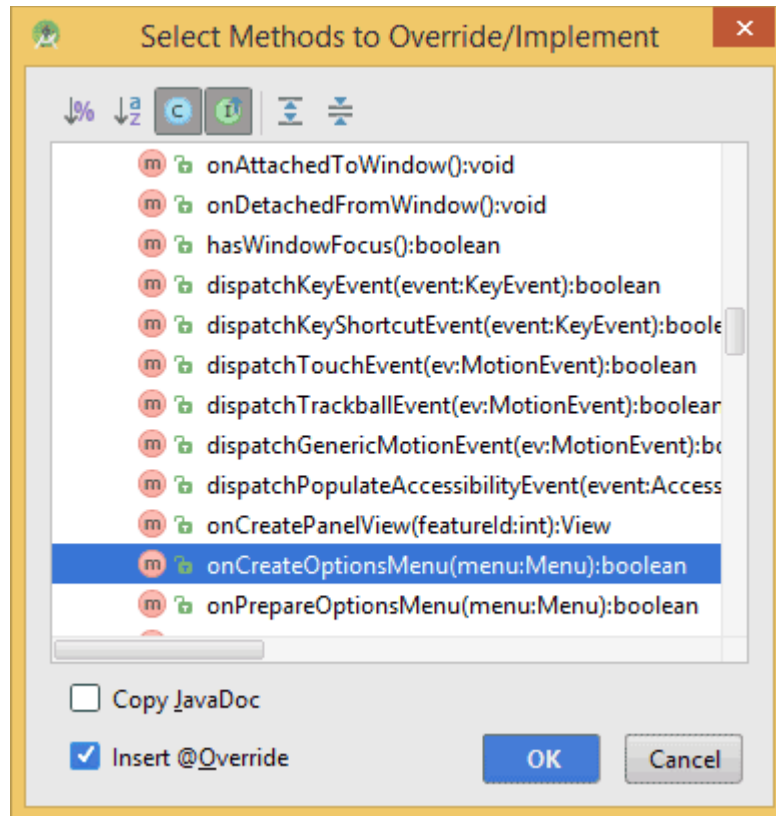 Select Methods to Override/Implement
onAttachedToWindow():void
onDetachedFromWindow():void
hasWindowFocus():boolean
dispatchKeyEvent(event:KeyEvent):boolean
dispatchKeyShortcutEvent(event:KeyEvent):boole
dispatchTouchEvent(ev:MotionEvent):boolean
dispatchTrackballEvent(ev:MotionEvent):boolean
dispatchGenericMotionEvent(ev:MotionEvent):bo
dispatchPopulateAccessibilityEvent(event:Access
onCreatePanelView(featureId:int):View
onCreateOptionsMenu(menu:Menu):boolean
onPrepareOptionsMenu(menu:Menu):boolean
Copy JavaDoc
Insert @Override
OK Cancel